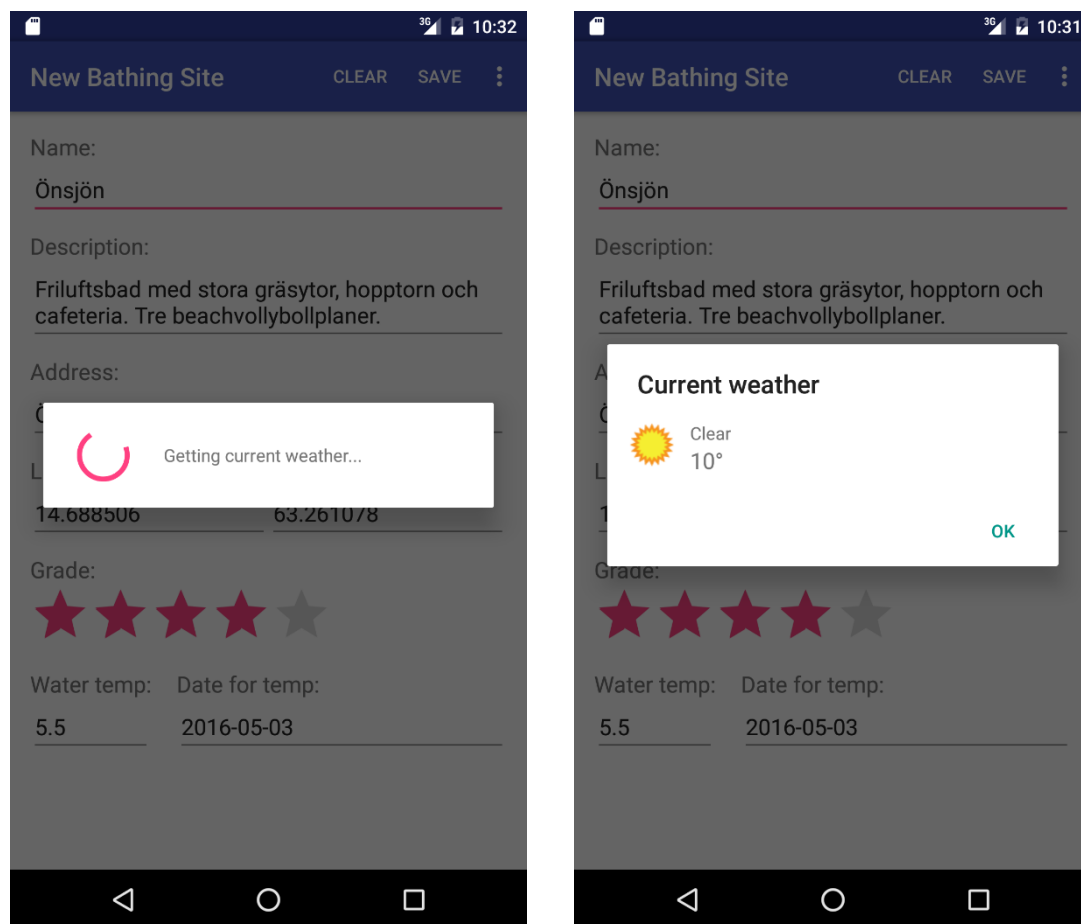 3G 10:32
New Bathing Site CLEAR SAVE
Name:
Önsjön
Description:
Friluftsbad med stora gräsytor, hopptorn och
cafeteria. Tre beachvollybollplaner.
Address:
Getting current weather...
14.688506 63.261078
Grade:
Water temp: Date for temp:
5.5 2016-05-03
3G 10:31
New Bathing Site CLEAR SAVE
Name:
Önsjön
Description:
Friluftsbad med stora gräsytor, hopptorn och
cafeteria. Tre beachvollybollplaner.
Current weather
Clear
10°
OK
Grade:
Water temp: Date for temp:
5.5 2016-05-03